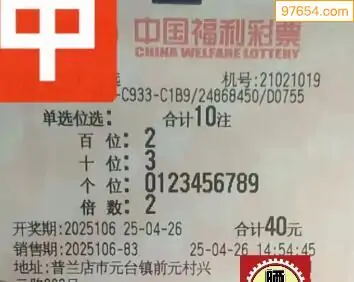 97654.com
中
中国福利彩票
CHINA WELFARE LOTTERY
机号:21021019
-C933-C1B9/24868450/D0755
单选位选: 合计10注
百 位: 2
十 位: 3
个 位: 0123456789
倍 数: 2
开奖期:2025106 25-04-26 合计40元
销售期:2025106-83 25-04-26 14:54:45
地址:普兰店市元台镇前元村兴
晒